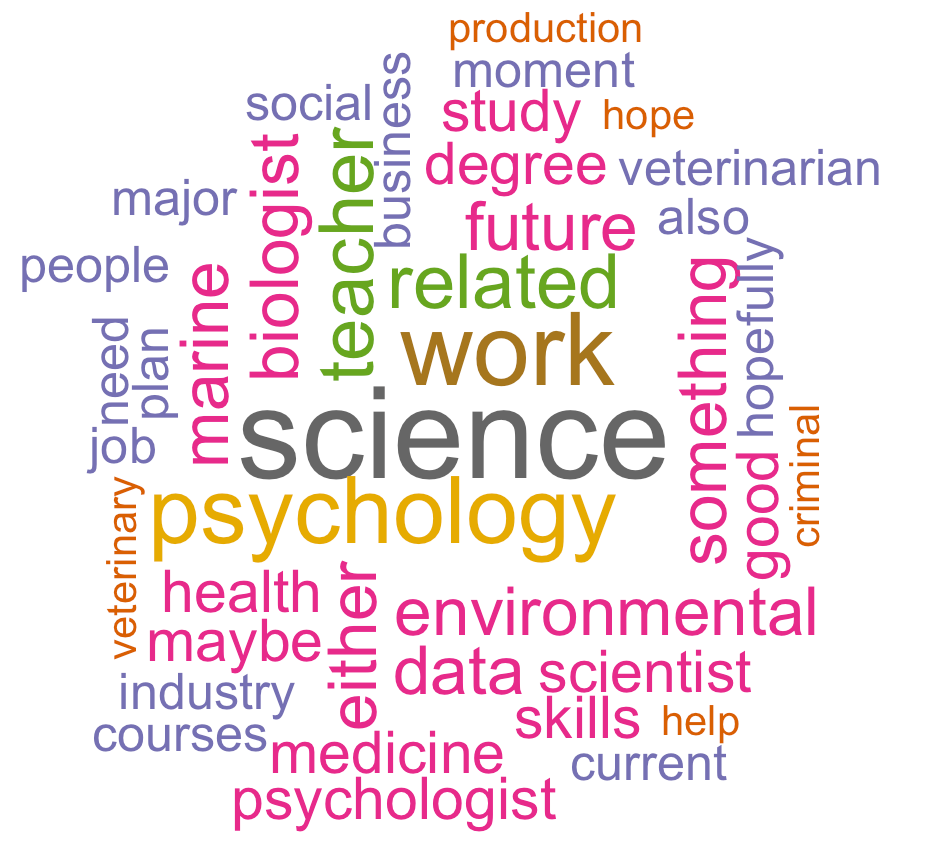 production
moment
business
social
study
hope
biologist
teacher
degree
veterinarian
major
future
also
people
marine
related
something
hopefully
need
plan
work
science
job
good
criminal
psychology
veterinary
health
either
environmental
maybe
data
scientist
industry
skills
help
courses
medicine
current
psychologist